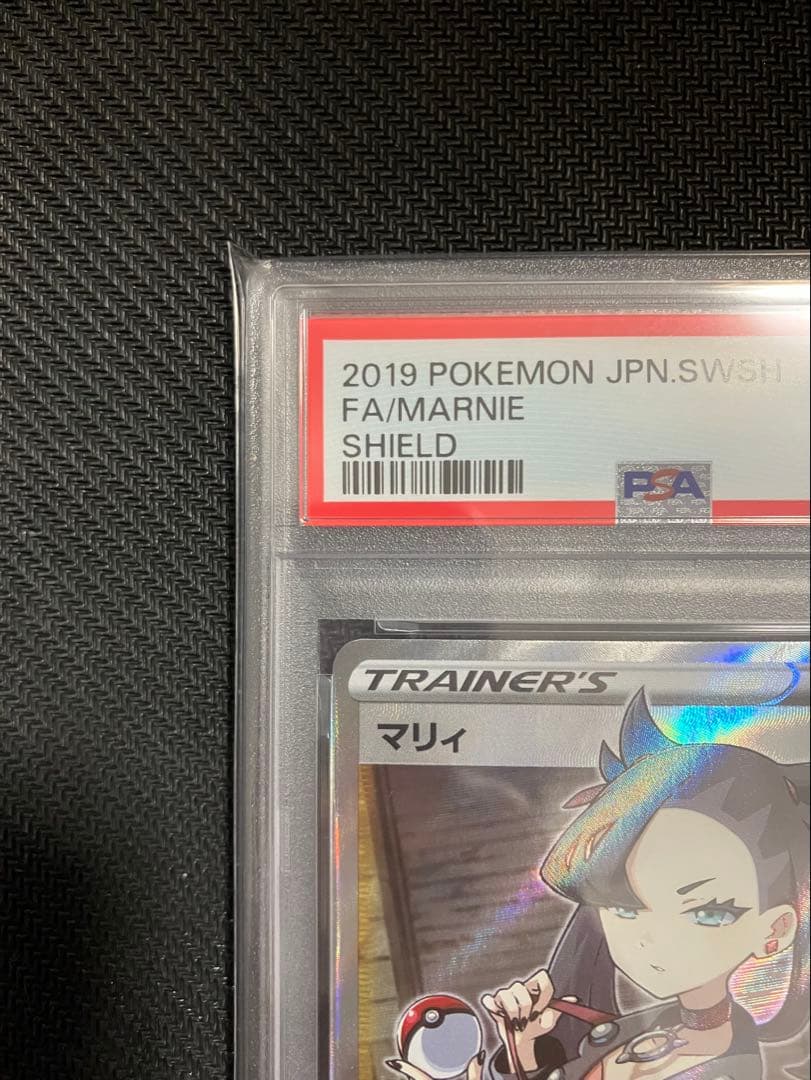 2019 POKEMON JPN.SWSH
FA/MARNIE
SHIELD
PSA
TRAINER'S
マリィ